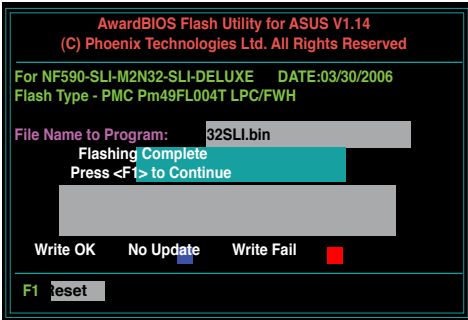 AwardBIOS Flash Utility for ASUS V1.14
(C) Phoenix Technologies Ltd. All Rights Reserved
For NF590-SLI-M2N32-SLI-DELUXE DATE:03/30/2006
Flash Type - PMC Pm49FL004T LPC/FWH
File Name to Program: 32SLI.bin
Flashing Complete
Press <F1> to Continue
Write OK No Update Write Fail
F1 Reset